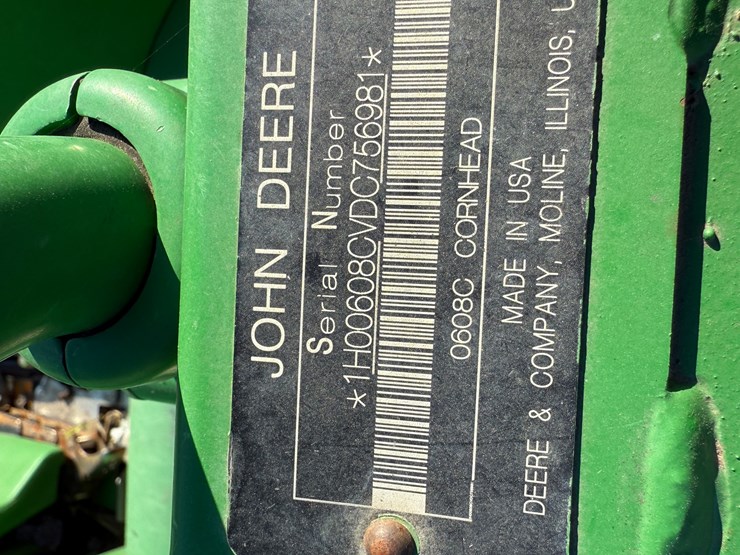 JOHN DEERE
Serial Number
*1H00608CVDC756981*
0608C CORNHEAD
MADE IN USA
DEERE & COMPANY, MOLINE, ILLINOIS,